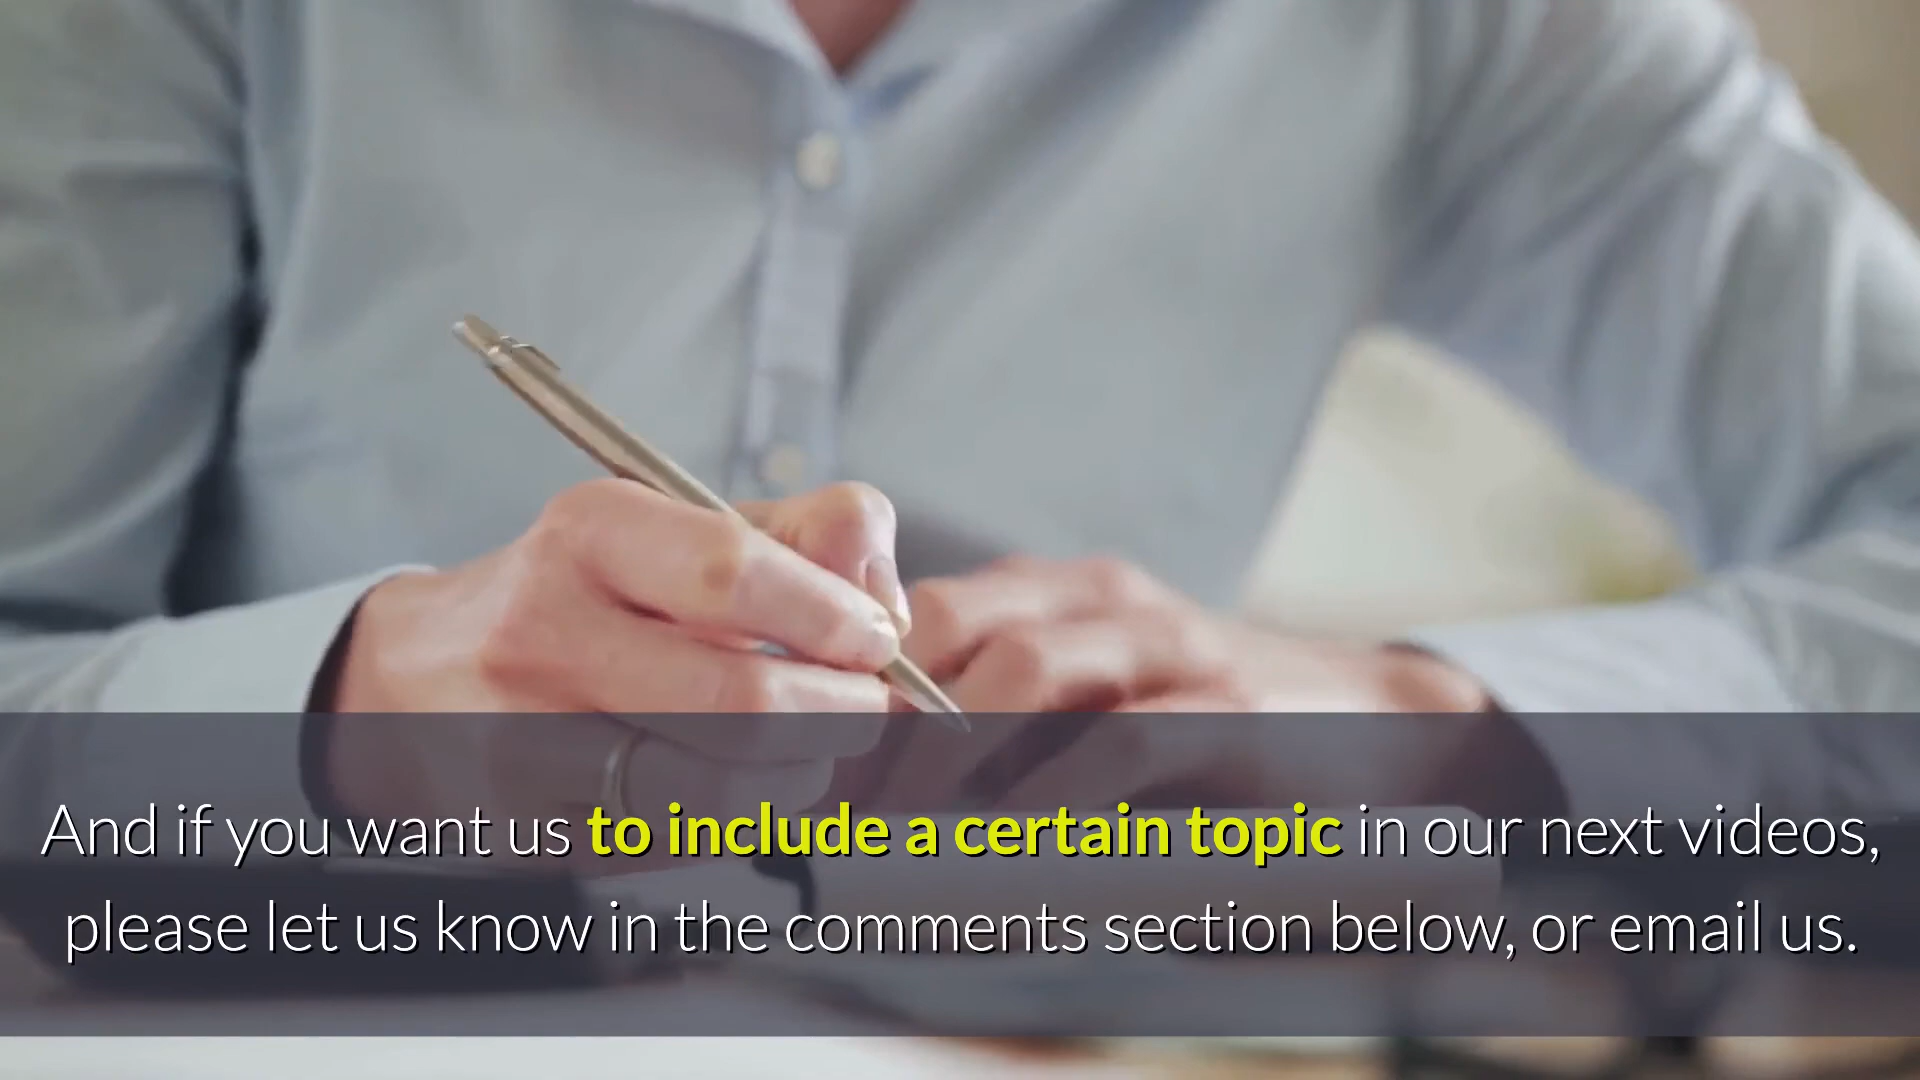 And if you want us to include a certain topic in our next videos,
please let us know in the comments section below, or email us.